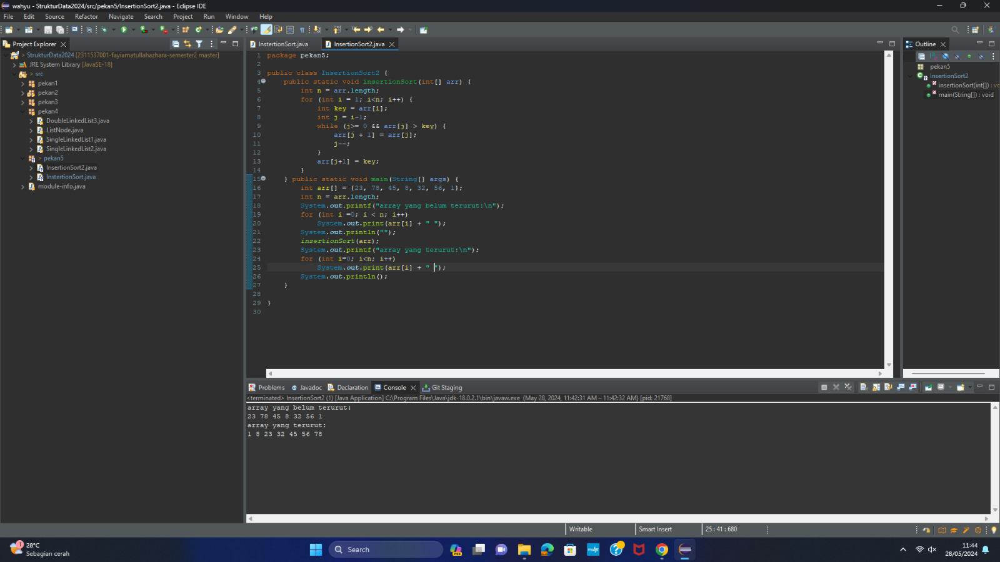 wahyu - StrukturData2024/src/pekan5/InsertionSort2.java - Eclipse IDE
File Edit Source Refactor Navigate Search Project Run Window Help
Project Explorer
StrukturData2024 [2311537001-fayiamatullahazhara-semester2 master]
JRE System Library [JavaSE-18]
src
pekan1
pekan2
pekan3
pekan4
DoubleLinkedList3.java
ListNode.java
SingleLinkedList1.java
SingleLinkedList2.java
> pekan5
InsertionSort2.java
InstertionSort.java
module-info.java
InstertionSort.java InsertionSort2.java
1 package pekan5;
2
3 public class InsertionSort2 {
4 public static void insertionSort(int[] arr) {
5 int n = arr.length;
6 for (int i = 1; i<n; i++) {
7 int key = arr[i];
8 int j = i-1;
9 while (j>= 0 && arr[j] > key) {
10 arr[j + 1] = arr[j];
11 j--;
12 }
13 arr[j+1] = key;
14 }
15 } public static void main(String[] args) {
16 int arr[] = {23, 78, 45, 8, 32, 56, 1};
17 int n = arr.length;
18 System.out.printf("array yang belum terurut:\n");
19 for (int i =0; i < n; i++)
20 System.out.print(arr[i] + " ");
21 System.out.println("");
22 insertionSort(arr);
23 System.out.printf("array yang terurut:\n");
24 for (int i=0; i<n; i++)
25 System.out.print(arr[i] + " ");
26 System.out.println();
27 }
28
29 }
30
Outline
pekan5
InsertionSort2
insertionSort(int[]) : vo
main(String[]) : void
Problems Javadoc Declaration Console Git Staging
<terminated> InsertionSort2 (1) [Java Application] C:\Program Files\Java\jdk-18.0.2.1\bin\javaw.exe (May 28, 2024, 11:42:31 AM – 11:42:32 AM) [pid: 21768]
array yang belum terurut:
23 78 45 8 32 56 1
array yang terurut:
1 8 23 32 45 56 78
Writable Smart Insert 25 : 41 : 680
1
28°C
Sebagian cerah
Search
PRE
11:44
28/05/2024